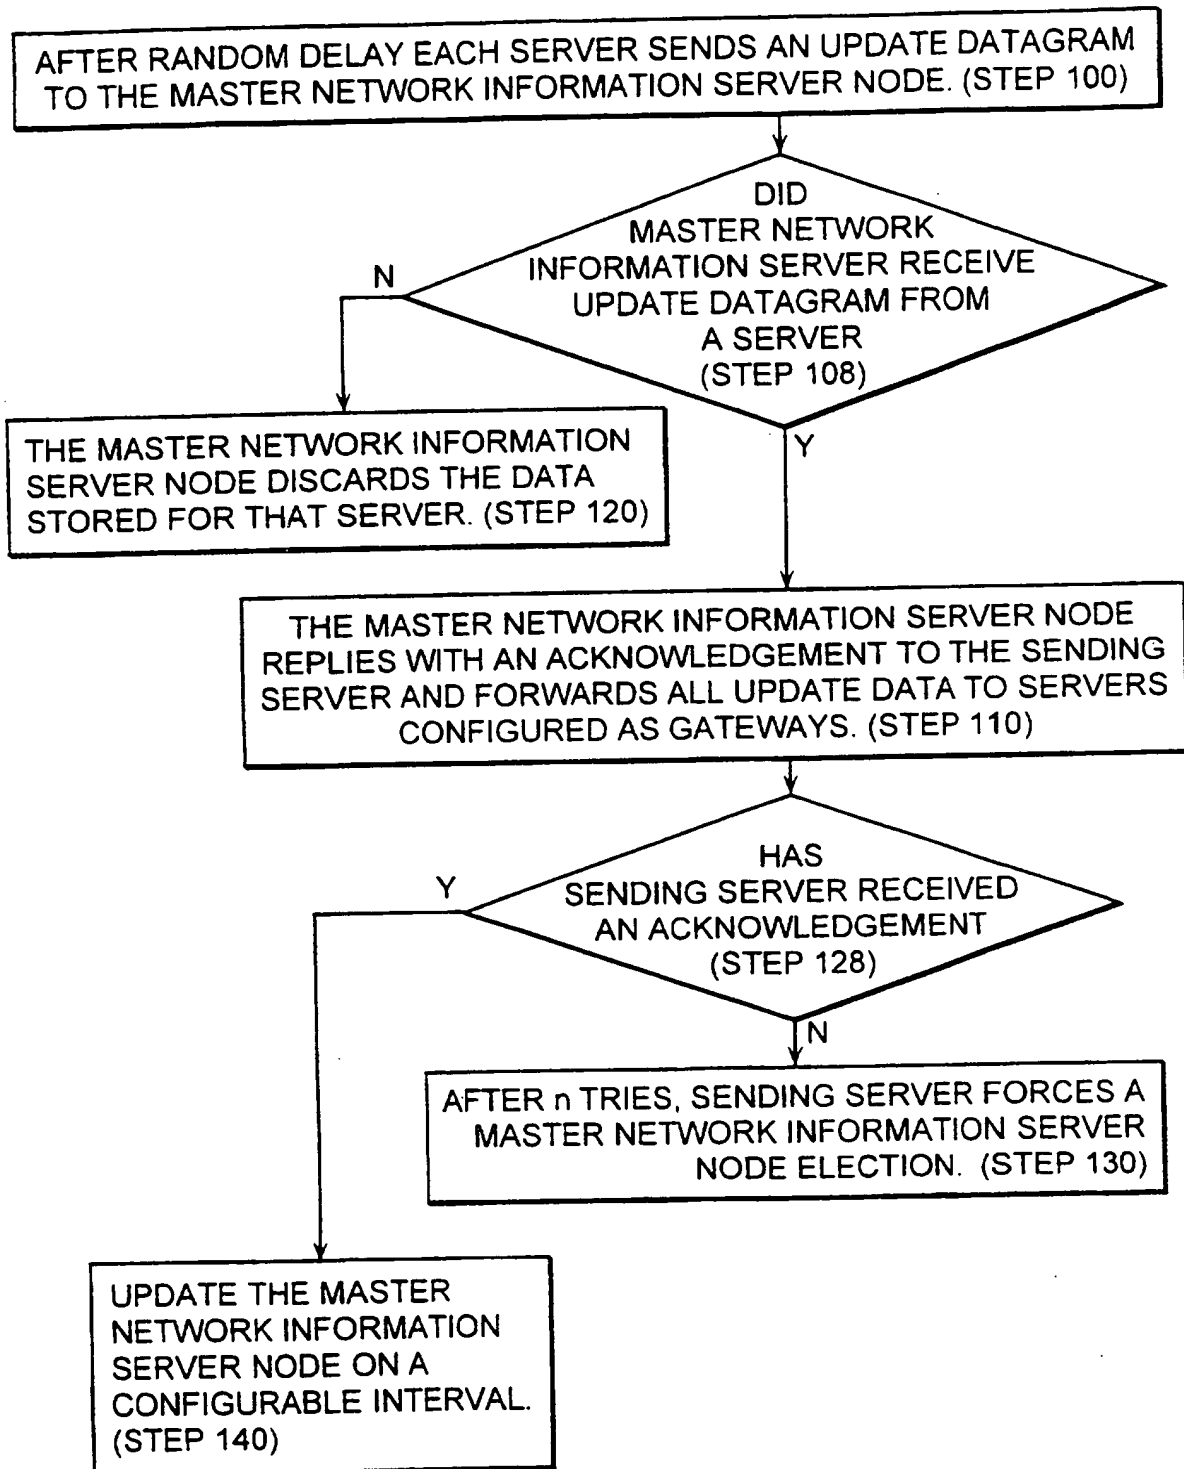 AFTER RANDOM DELAY EACH SERVER SENDS AN UPDATE DATAGRAM
TO THE MASTER NETWORK INFORMATION SERVER NODE. (STEP 100)
DID
MASTER NETWORK
INFORMATION SERVER RECEIVE
UPDATE DATAGRAM FROM
A SERVER
(STEP 108)
N
Y
THE MASTER NETWORK INFORMATION
SERVER NODE DISCARDS THE DATA
STORED FOR THAT SERVER. (STEP 120)
THE MASTER NETWORK INFORMATION SERVER NODE
REPLIES WITH AN ACKNOWLEDGEMENT TO THE SENDING
SERVER AND FORWARDS ALL UPDATE DATA TO SERVERS
CONFIGURED AS GATEWAYS. (STEP 110)
HAS
SENDING SERVER RECEIVED
AN ACKNOWLEDGEMENT
(STEP 128)
Y
N
AFTER n TRIES, SENDING SERVER FORCES A
MASTER NETWORK INFORMATION SERVER
NODE ELECTION. (STEP 130)
UPDATE THE MASTER
NETWORK INFORMATION
SERVER NODE ON A
CONFIGURABLE INTERVAL.
(STEP 140)